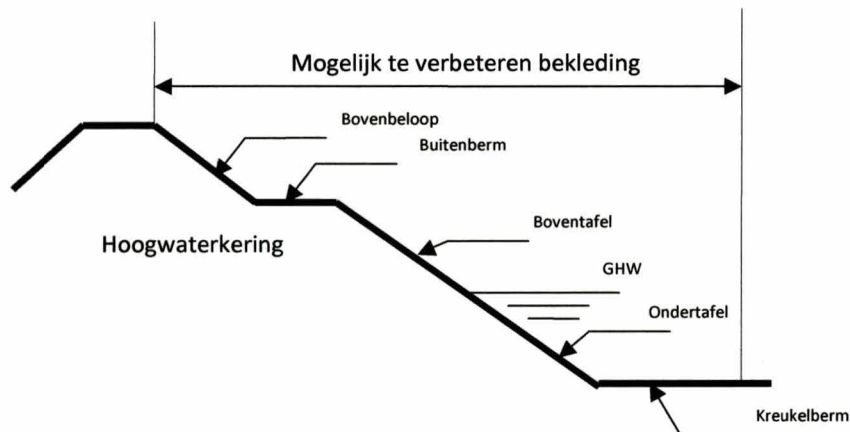 Mogelijk te verbeteren bekleding
Bovenbeloop
Buitenberm
Boventafel
Hoogwaterkering
GHW
Ondertafel
Kreukelberm